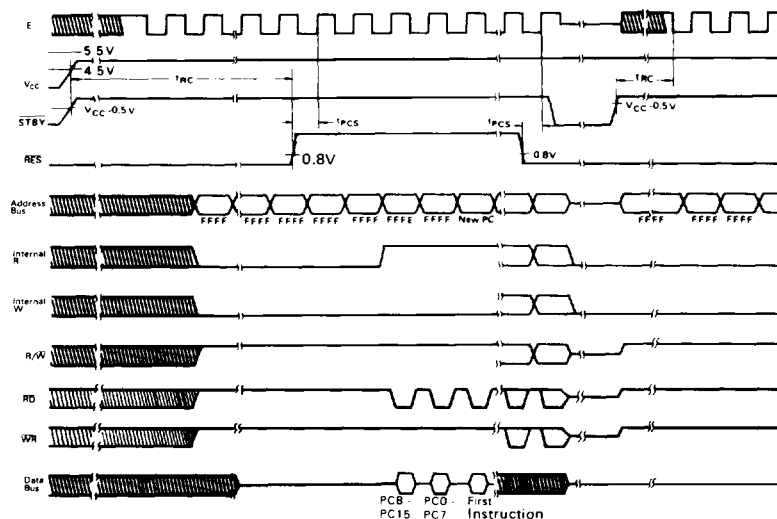 E
5 5V
4 5V
VCC
tRC
tRC
VCC -0.5V
VCC -0.5V
STBY
tPCS
tPCS
RES
0.8V
0.8V
Address
Bus
FFFF FFFF FFFF FFFF FFFF FFFE FFFF New PC FFFF FFFF FFFF
Internal
R
Internal
W
R/W
RD
WR
Data
Bus
PC8 - PC0 - First
PC15 PC7 Instruction